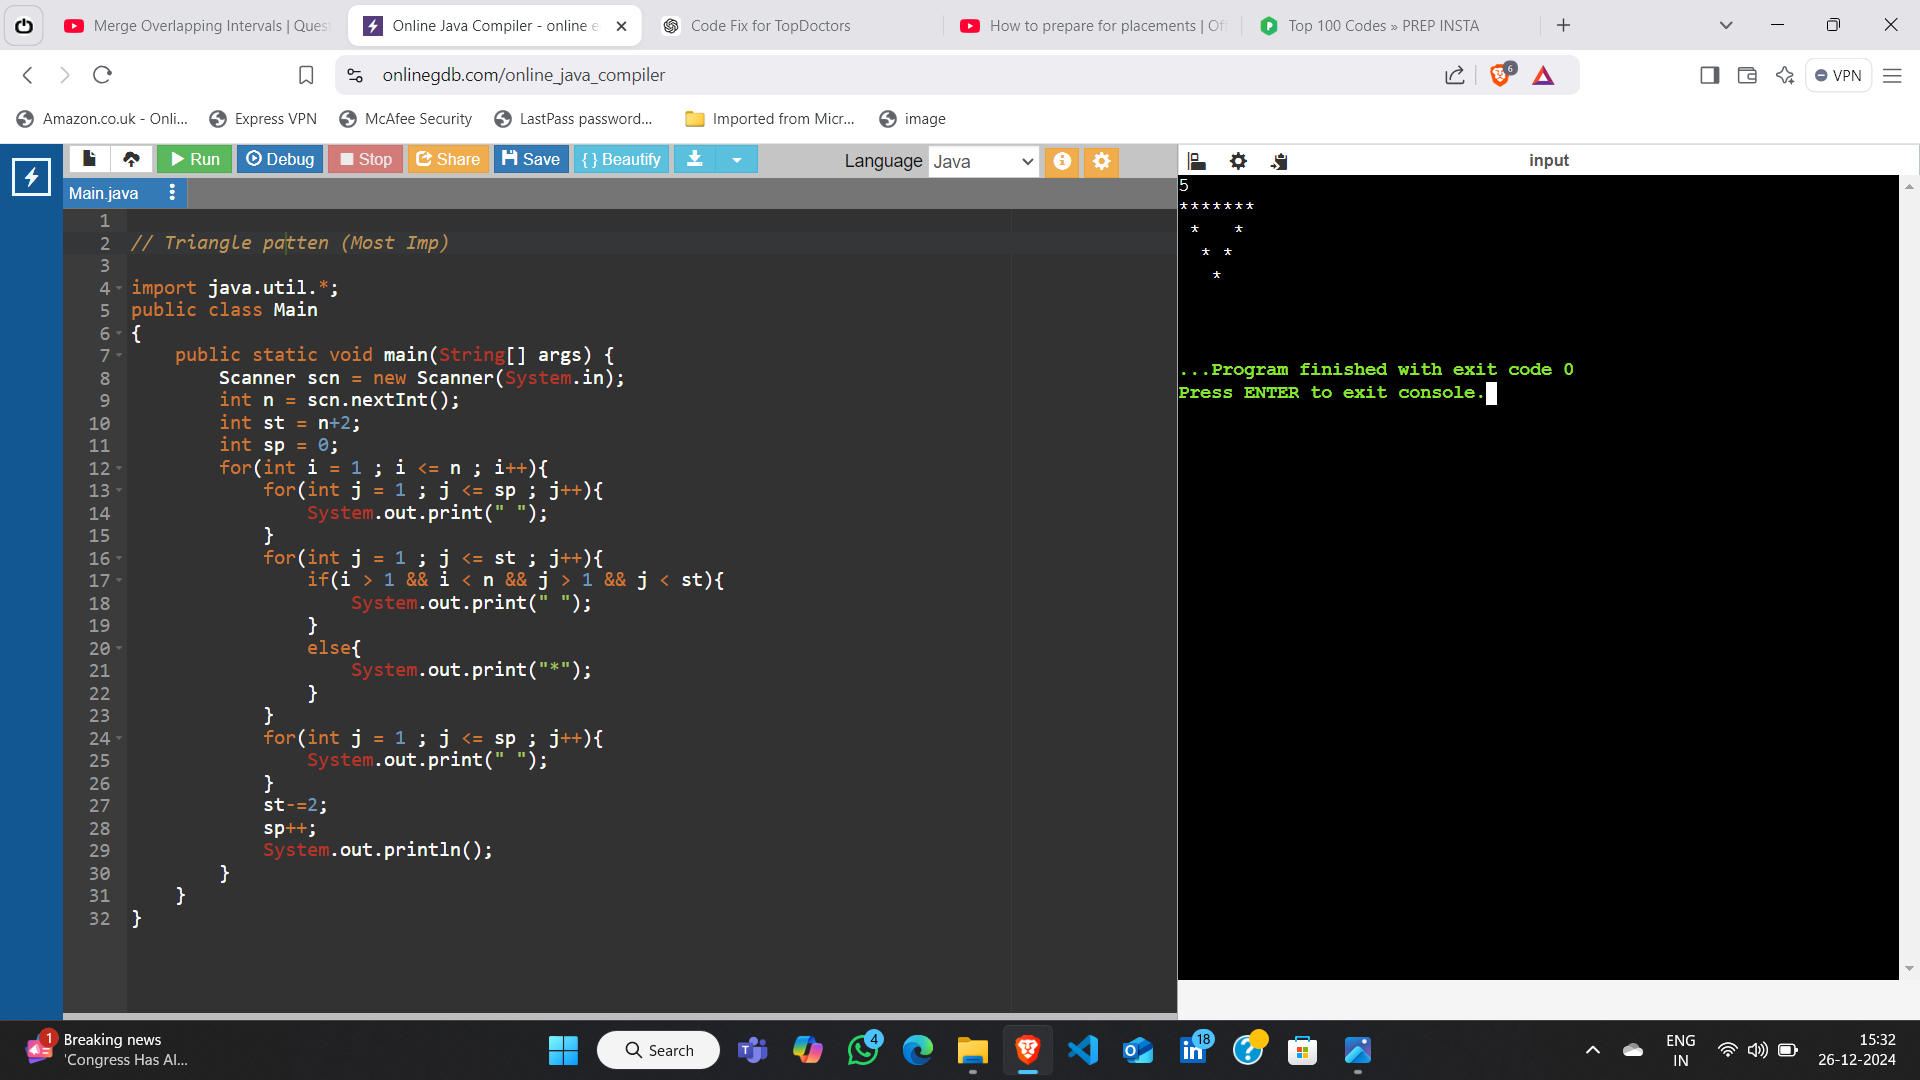 Merge Overlapping Intervals | Ques
Online Java Compiler - online e
Code Fix for TopDoctors
How to prepare for placements | Of
Top 100 Codes » PREP INSTA
onlinegdb.com/online_java_compiler
6
VPN
Amazon.co.uk - Onli...
Express VPN
McAfee Security
LastPass password...
Imported from Micr...
image
Run
Debug
Stop
Share
Save
{ } Beautify
Language
Java
input
Main.java
1
2 // Triangle patten (Most Imp)
3
4 import java.util.*;
5 public class Main
6 {
7 public static void main(String[] args) {
8 Scanner scn = new Scanner(System.in);
9 int n = scn.nextInt();
10 int st = n+2;
11 int sp = 0;
12 for(int i = 1 ; i <= n ; i++){
13 for(int j = 1 ; j <= sp ; j++){
14 System.out.print(" ");
15 }
16 for(int j = 1 ; j <= st ; j++){
17 if(i > 1 && i < n && j > 1 && j < st){
18 System.out.print(" ");
19 }
20 else{
21 System.out.print("*");
22 }
23 }
24 for(int j = 1 ; j <= sp ; j++){
25 System.out.print(" ");
26 }
27 st-=2;
28 sp++;
29 System.out.println();
30 }
31 }
32 }
5
*******
 *   *
  * *
   *
...Program finished with exit code 0
Press ENTER to exit console.
1
Breaking news
'Congress Has Al...
Search
4
18
ENG
IN
15:32
26-12-2024